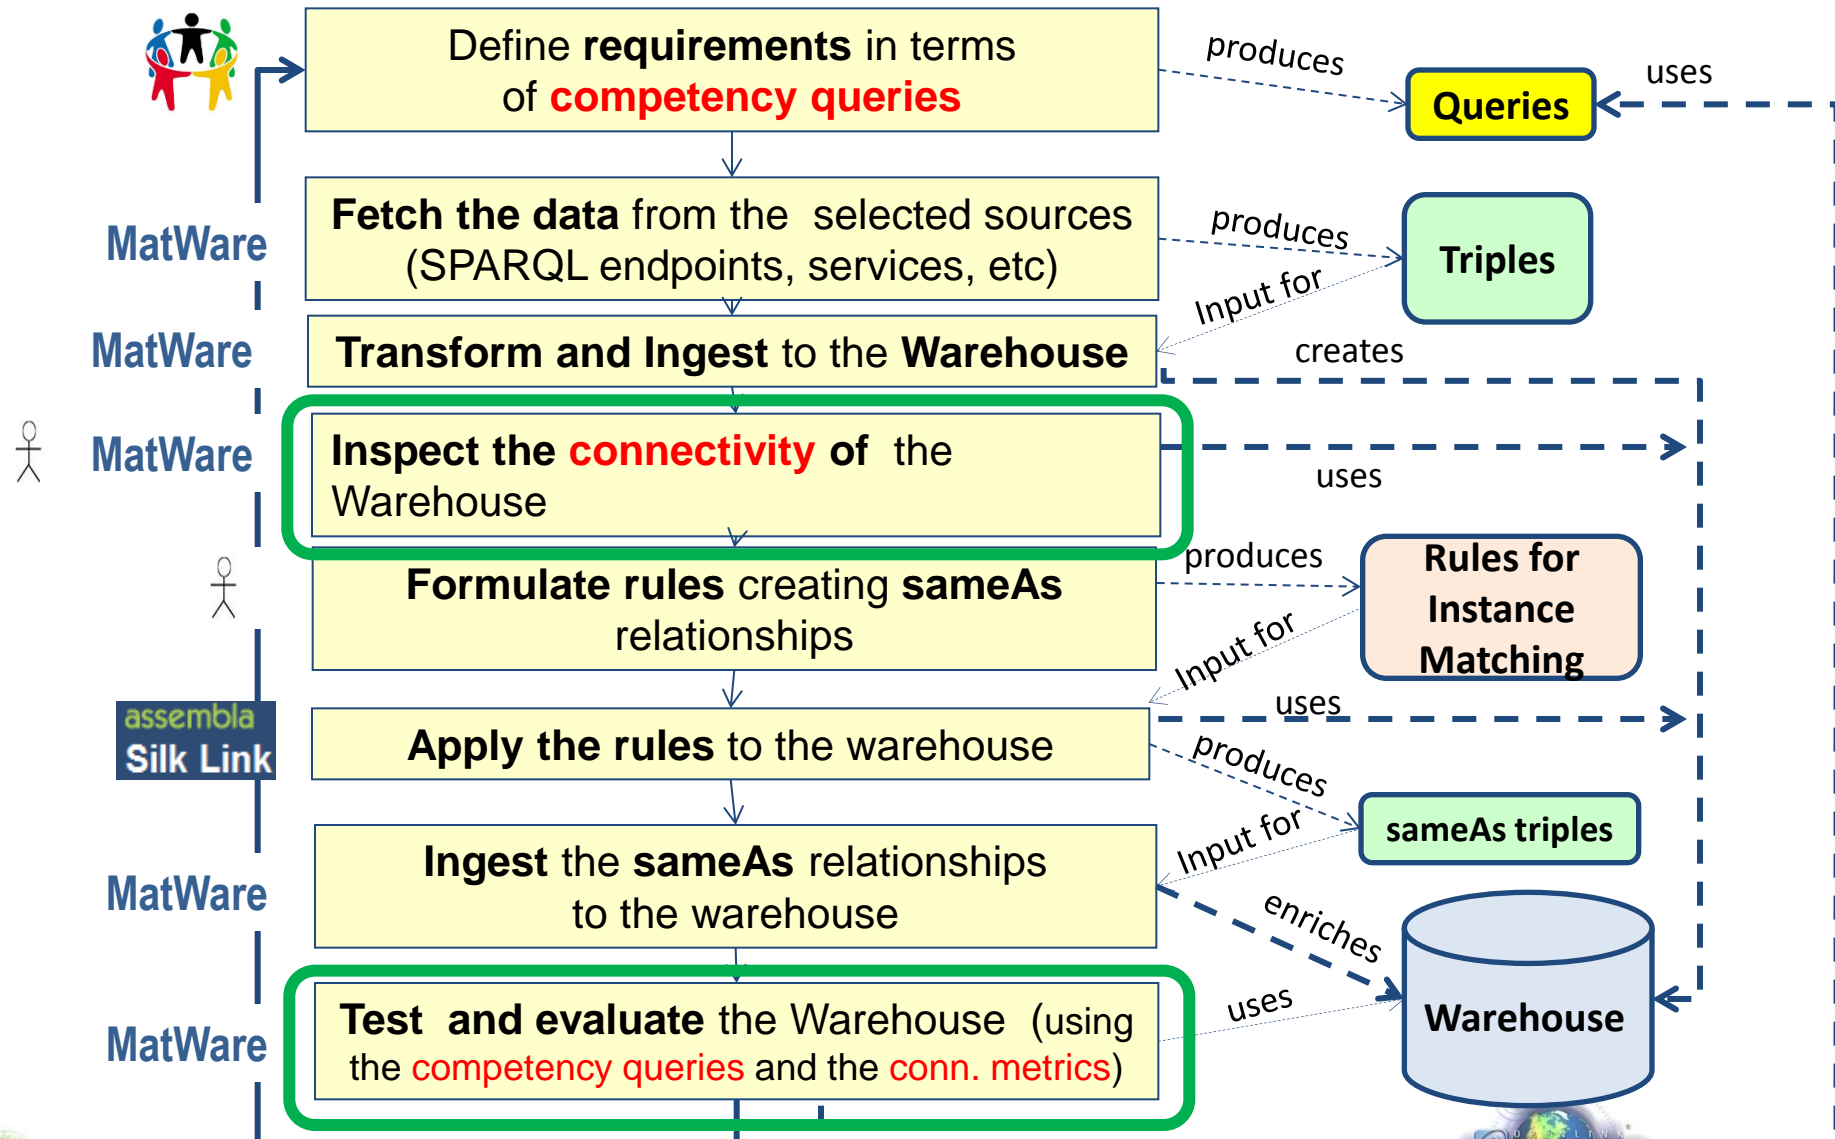 Define requirements in terms
of competency queries
produces
Queries
uses
MatWare
Fetch the data from the selected sources
(SPARQL endpoints, services, etc)
produces
Triples
Input for
MatWare
Transform and Ingest to the Warehouse
creates
MatWare
Inspect the connectivity of the
Warehouse
uses
Formulate rules creating sameAs
relationships
produces
Rules for
Instance
Matching
Input for
assembla
Silk Link
Apply the rules to the warehouse
uses
produces
sameAs triples
Input for
MatWare
Ingest the sameAs relationships
to the warehouse
enriches
Warehouse
MatWare
Test and evaluate the Warehouse (using
the competency queries and the conn. metrics)
uses